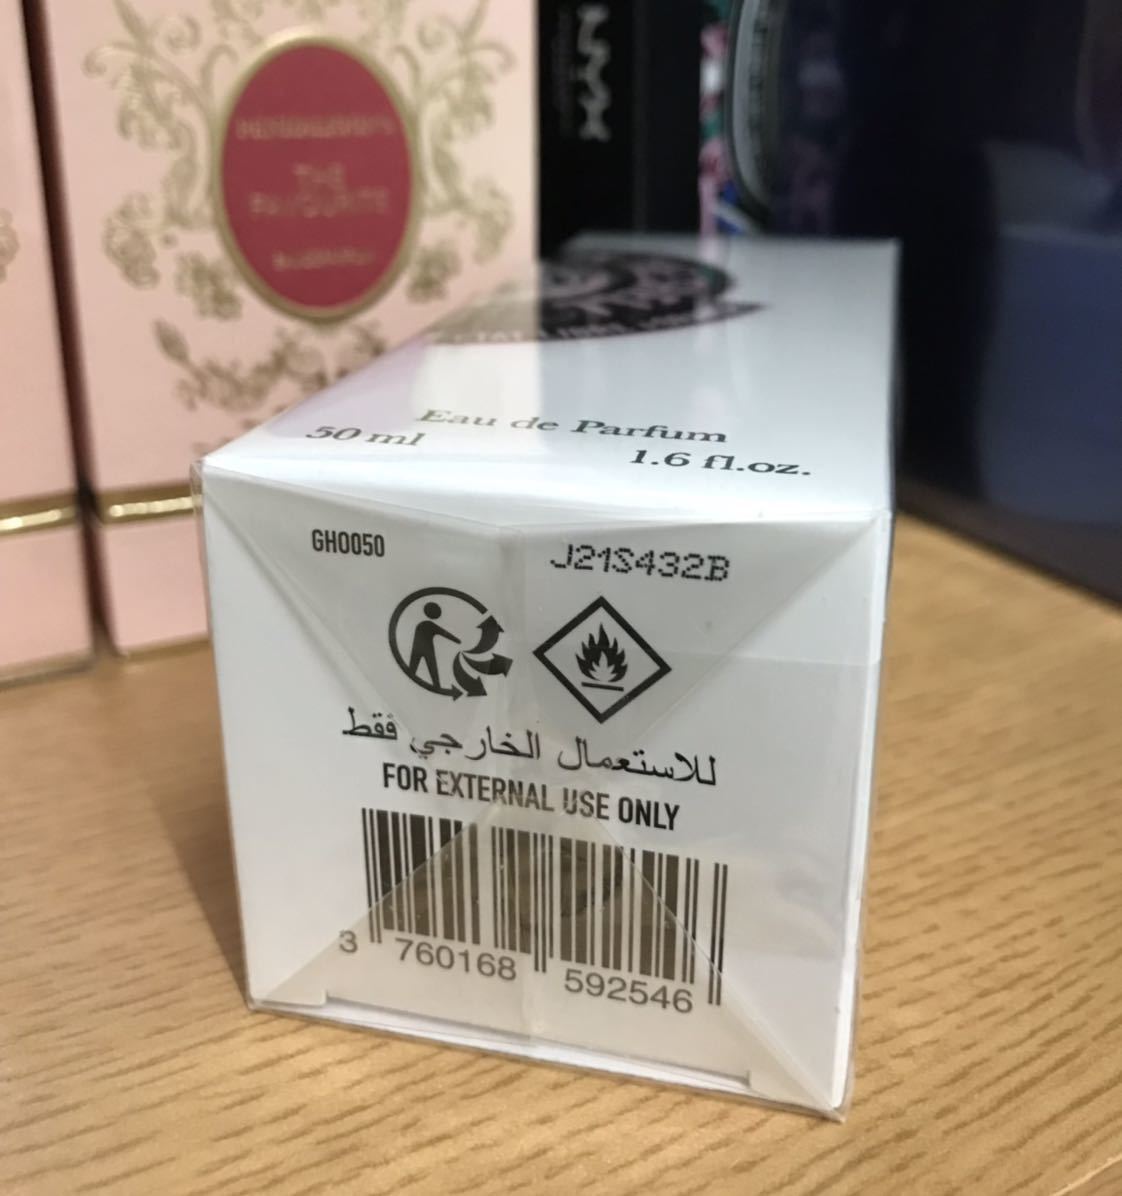 NYX
THE
FAVOURITE
Eau de Parfum
50 ml
1.6 fl.oz.
GH0050
J21S432B
للاستعمال الخارجي فقط
FOR EXTERNAL USE ONLY
3 760168 592546